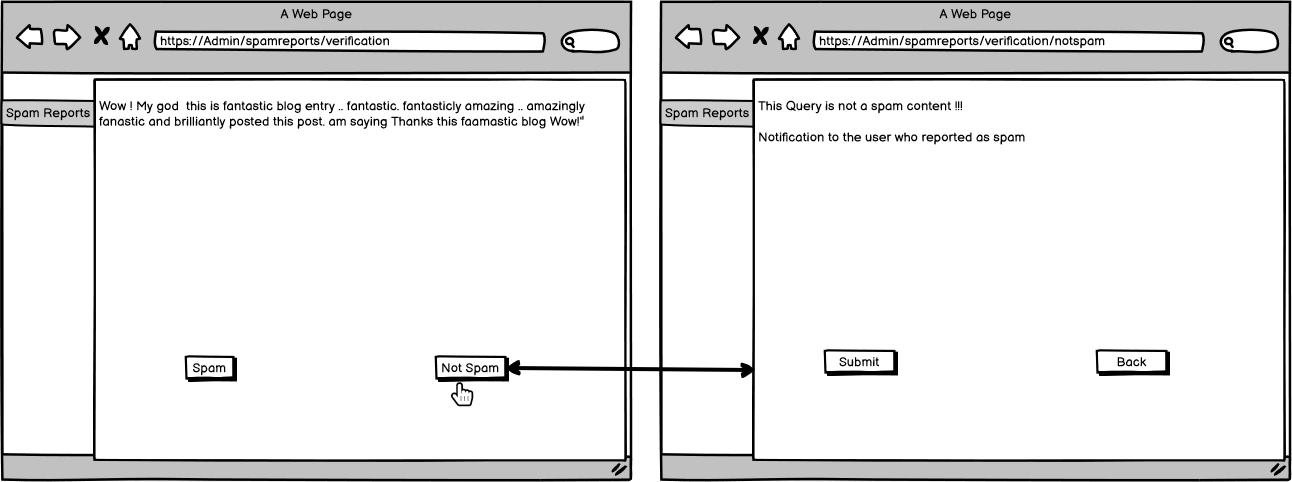 A Web Page
https://Admin/spamreports/verification
Spam Reports
Wow ! My god  this is fantastic blog entry .. fantastic. fantasticly amazing .. amazingly
fanastic and brilliantly posted this post. am saying Thanks this faamastic blog Wow!"
Spam
Not Spam
A Web Page
https://Admin/spamreports/verification/notspam
Spam Reports
This Query is not a spam content !!!
Notification to the user who reported as spam
Submit
Back